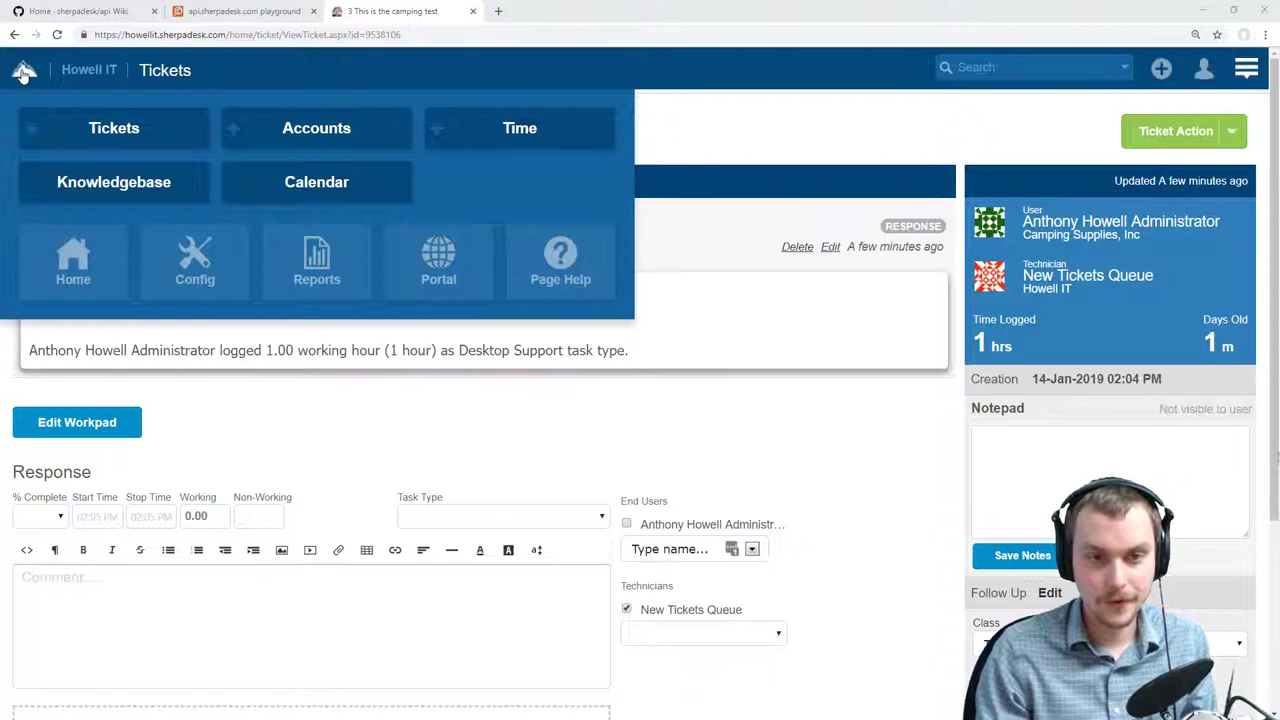 Home · sherpadesk/api Wiki
api.sherpadesk.com playground
3 This is the camping test
https://howellit.sherpadesk.com/home/ticket/ViewTicket.aspx?id=9538106
Howell IT
Tickets
Search
Tickets
Accounts
Time
Knowledgebase
Calendar
Home
Config
Reports
Portal
Page Help
Ticket Action
Updated A few minutes ago
RESPONSE
Delete Edit A few minutes ago
User
Anthony Howell Administrator
Camping Supplies, Inc
Technician
New Tickets Queue
Howell IT
Time Logged
Days Old
1 hrs
1 m
Anthony Howell Administrator logged 1.00 working hour (1 hour) as Desktop Support task type.
Creation 14-Jan-2019 02:04 PM
Notepad
Not visible to user
Edit Workpad
Response
% Complete
Start Time
Stop Time
Working
Non-Working
Task Type
02:05 PM
02:05 PM
0.00
End Users
Anthony Howell Administr...
Type name...
Technicians
New Tickets Queue
Comment.....
Save Notes
Follow Up Edit
Class